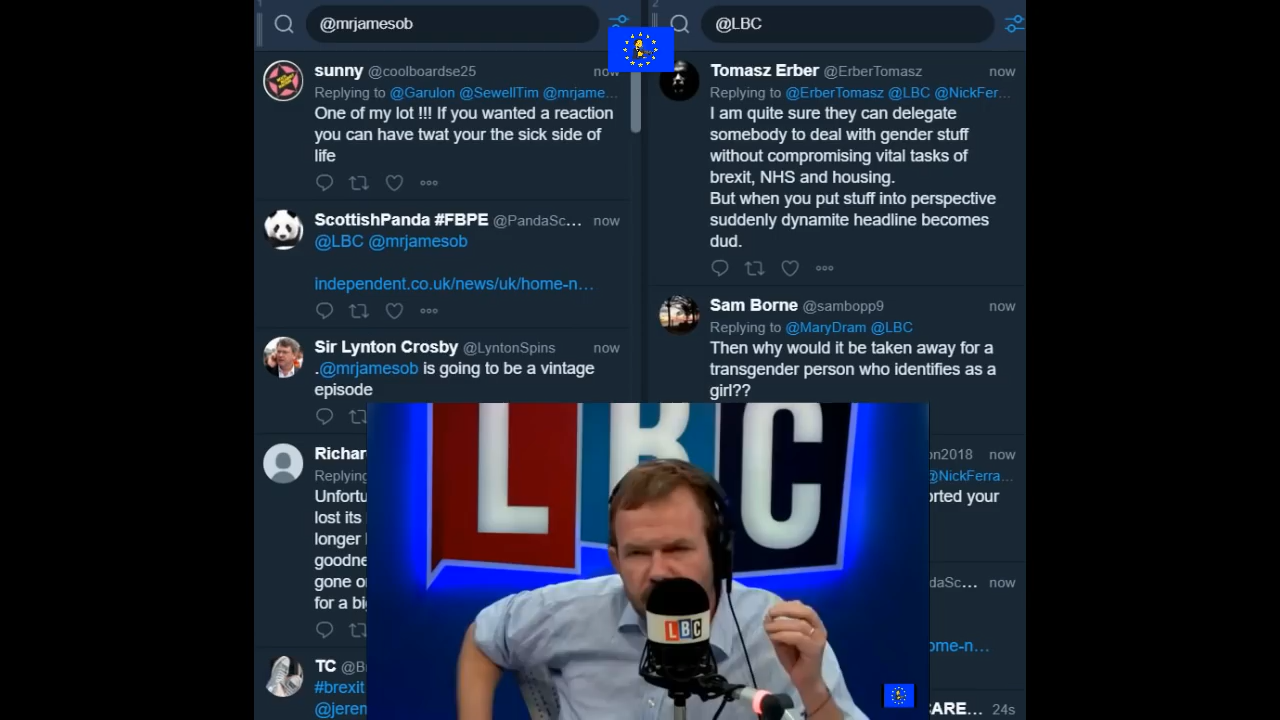 1
@mrjamesob
sunny @coolboardse25 now
Replying to @Garulon @SewellTim @mrjame...
One of my lot !!! If you wanted a reaction
you can have twat your the sick side of
life
ScottishPanda #FBPE @PandaSc... now
@LBC @mrjamesob
independent.co.uk/news/uk/home-n...
Sir Lynton Crosby @LyntonSpins now
.@mrjamesob is going to be a vintage
episode
Richar
Replying
Unfortu
lost its
longer
goodne
gone o
for a bi
TC @B
#brexit
@jerem
2
@LBC
Tomasz Erber @ErberTomasz now
Replying to @ErberTomasz @LBC @NickFer...
I am quite sure they can delegate
somebody to deal with gender stuff
without compromising vital tasks of
brexit, NHS and housing.
But when you put stuff into perspective
suddenly dynamite headline becomes
dud.
Sam Borne @sambopp9 now
Replying to @MaryDram @LBC
Then why would it be taken away for a
transgender person who identifies as a
girl??
on2018 now
@NickFerra...
orted your
daSc... now
ome-n...
ARE... 24s
LBC
LBC